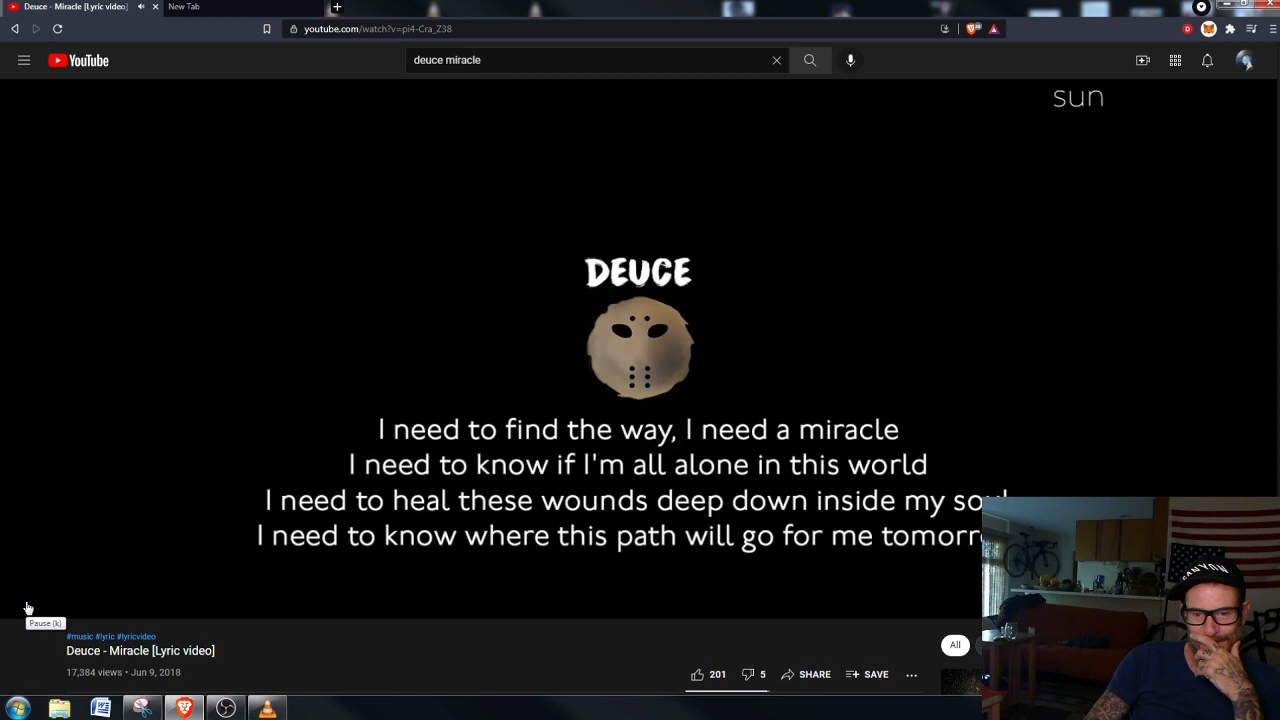 Deuce - Miracle [Lyric video]
New Tab
youtube.com/watch?v=pi4-Cra_Z38
YouTube
deuce miracle
sun
DEUCE
I need to find the way, I need a miracle
I need to know if I'm all alone in this world
I need to heal these wounds deep down inside my soul
I need to know where this path will go for me tomorr
Pause (k)
#music #lyric #lyricvideo
Deuce - Miracle [Lyric video]
17,384 views • Jun 9, 2018
201
5
SHARE
SAVE
All
CANYON